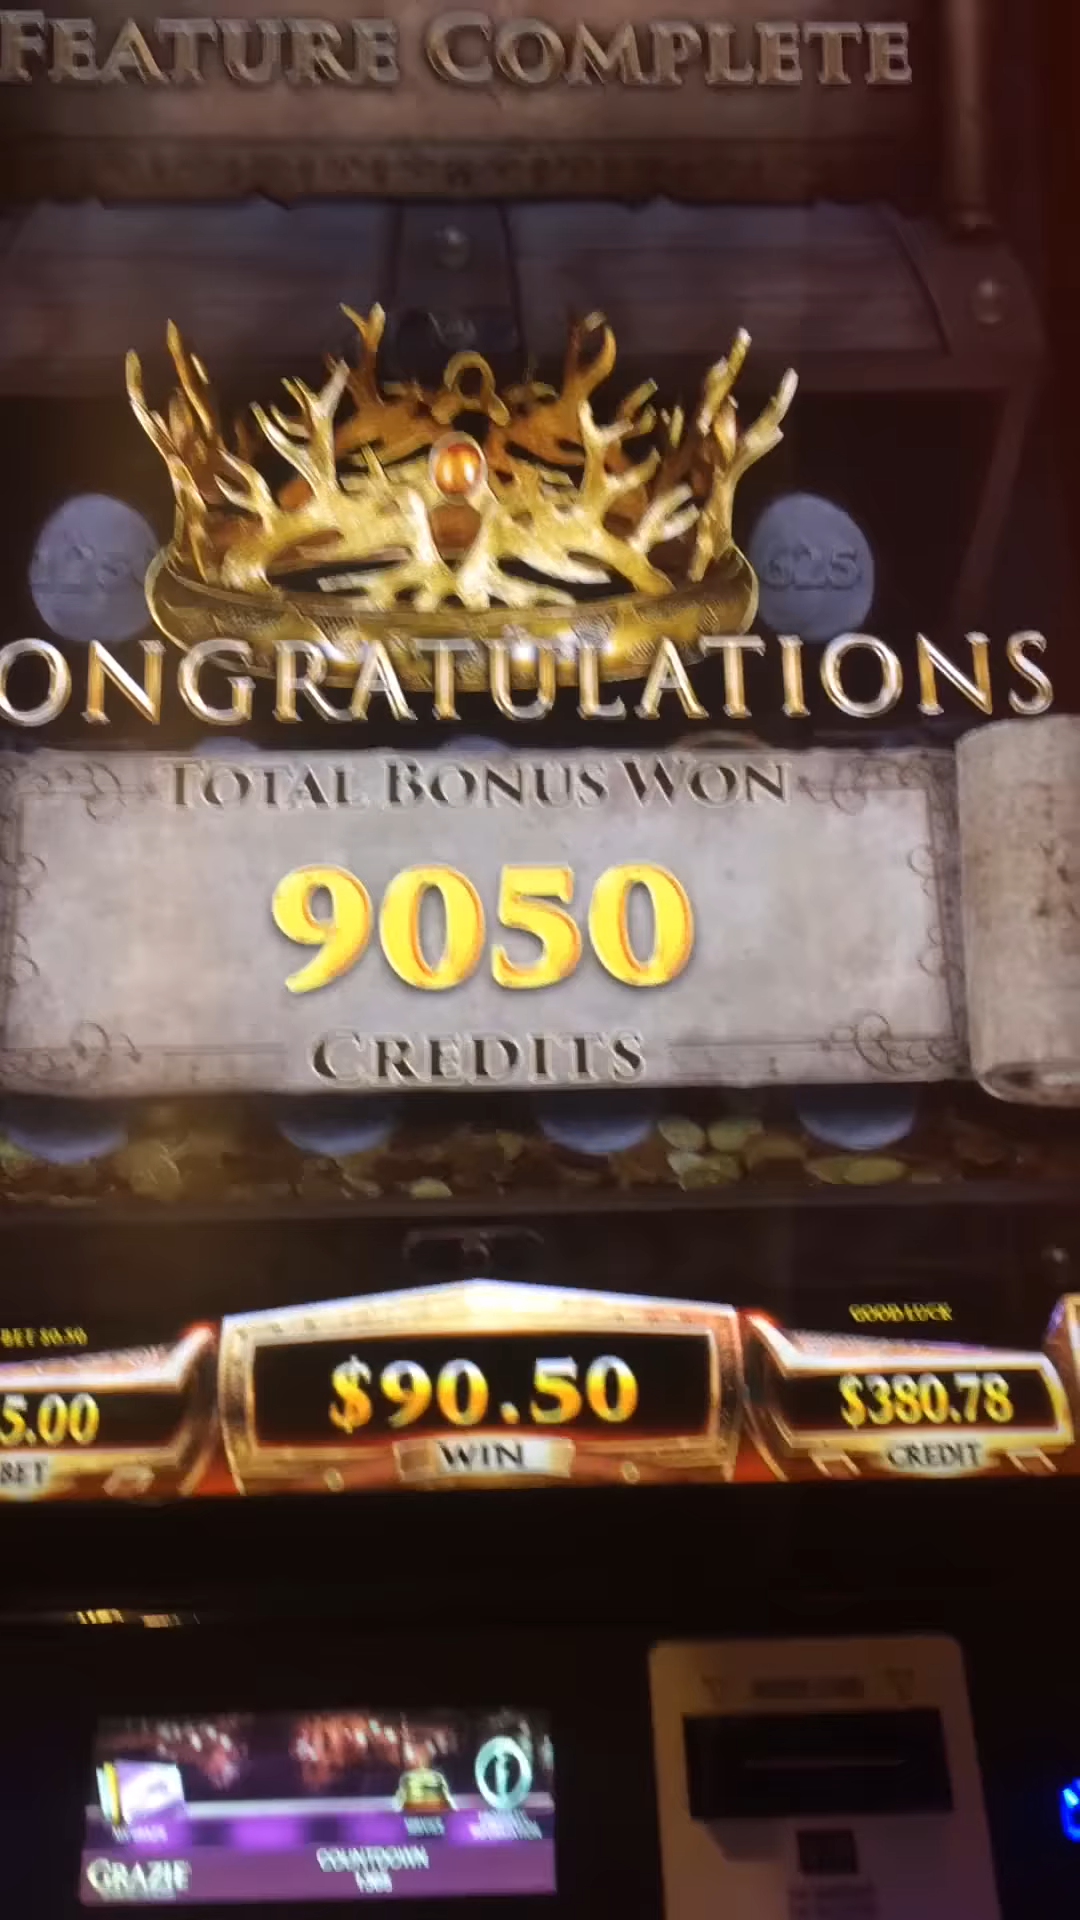 FEATURE COMPLETE
625
ONGRATULATIONS
TOTAL BONUS WON
9050
CREDITS
GOOD LUCK
5.00
$90.50
$380.78
BET
WIN
CREDIT
GRAZIE
COUNTDOWN